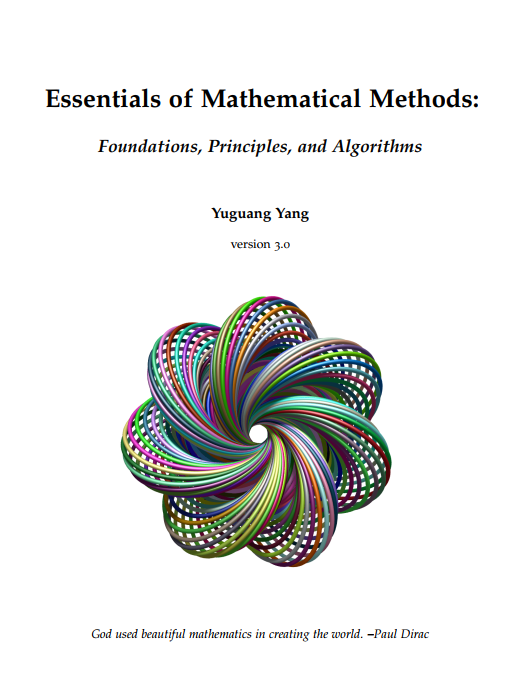 Essentials of Mathematical Methods:
Foundations, Principles, and Algorithms
Yuguang Yang
version 3.0
God used beautiful mathematics in creating the world. –Paul Dirac